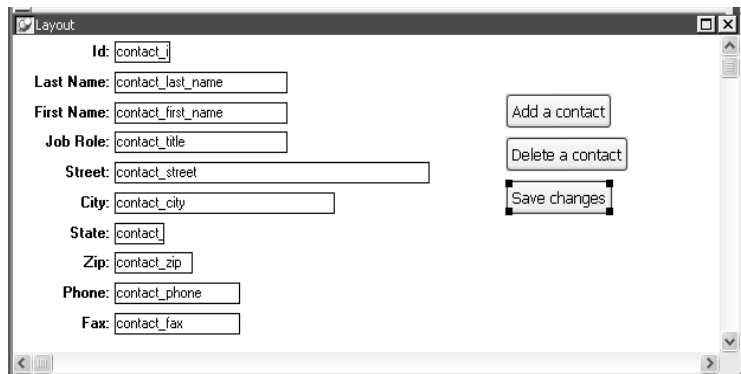 Layout
Id: contact_i
Last Name: contact_last_name
First Name: contact_first_name
Add a contact
Job Role: contact_title
Delete a contact
Street: contact_street
City: contact_city
Save changes
State: contact_
Zip: contact_zip
Phone: contact_phone
Fax: contact_fax